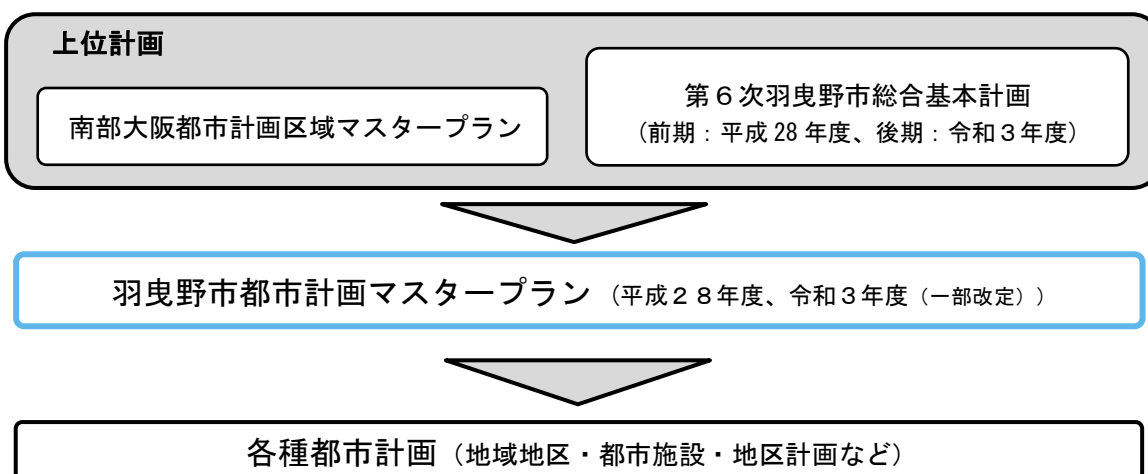 上位計画
南部大阪都市計画区域マスタープラン
第６次羽曳野市総合基本計画
（前期：平成 28 年度、後期：令和３年度）
羽曳野市都市計画マスタープラン（平成２８年度、令和３年度（一部改定））
各種都市計画（地域地区・都市施設・地区計画など）